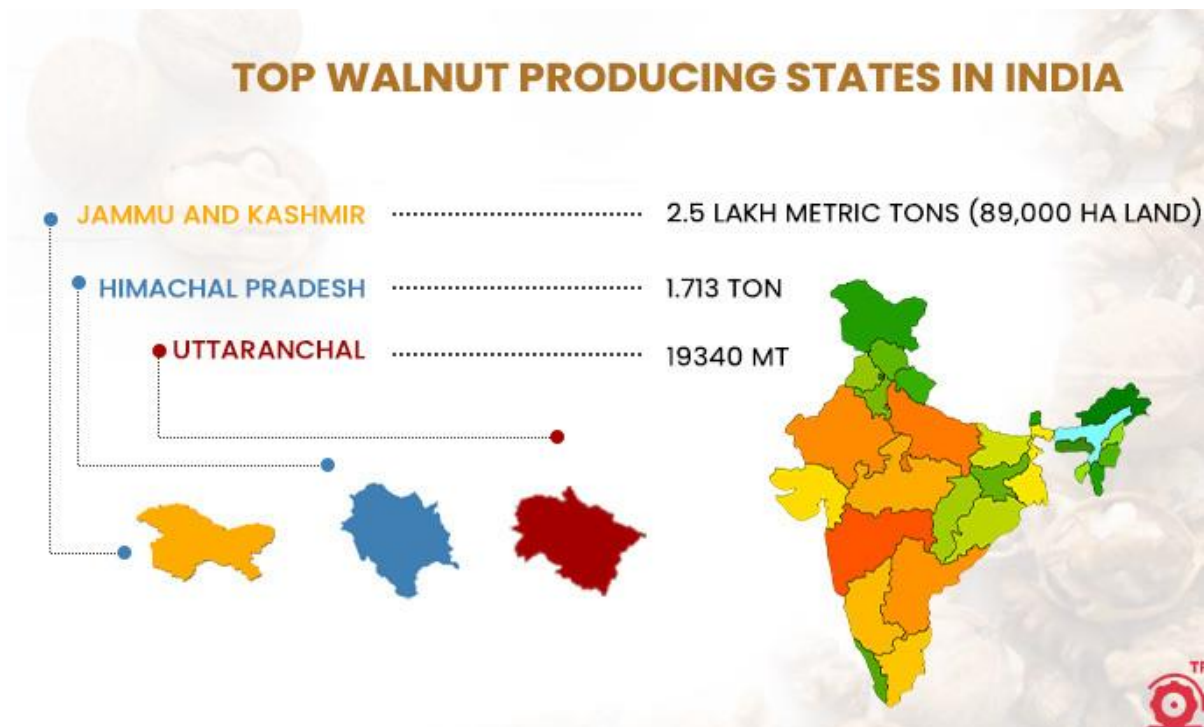 TOP WALNUT PRODUCING STATES IN INDIA
JAMMU AND KASHMIR ........................................ 2.5 LAKH METRIC TONS (89,000 HA LAND)
HIMACHAL PRADESH ........................................ 1.713 TON
UTTARANCHAL ........................................ 19340 MT